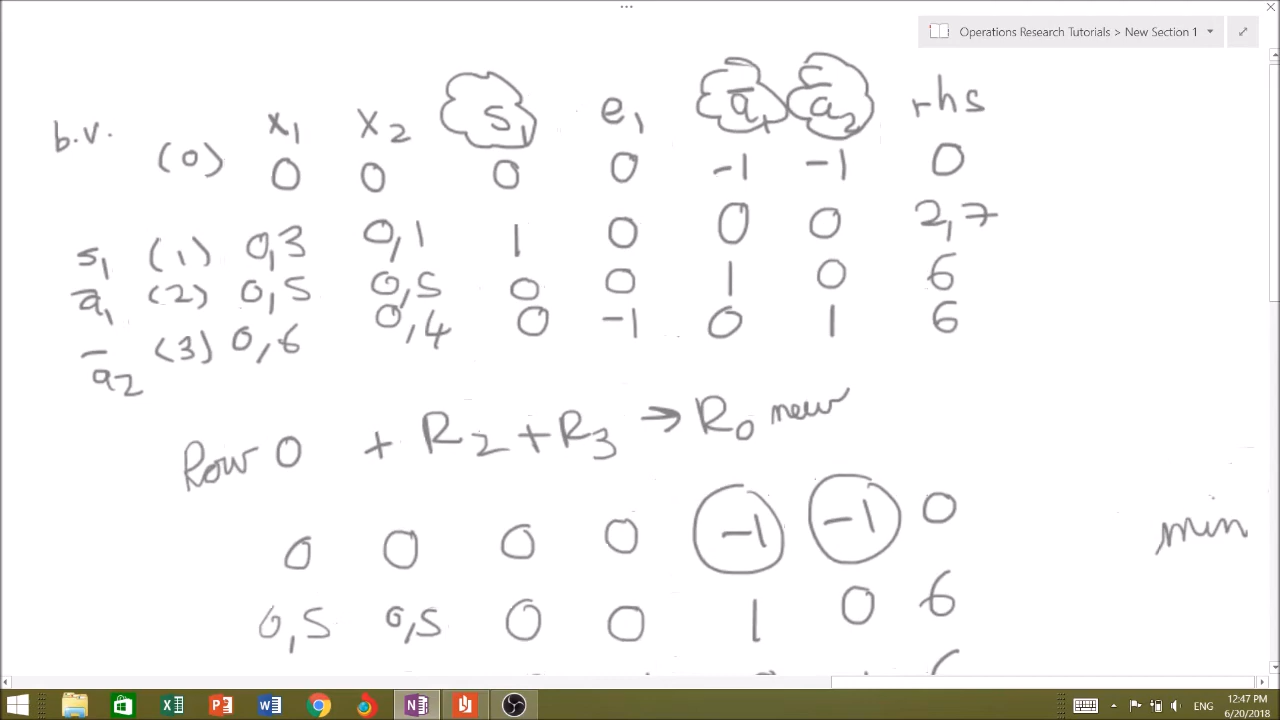 Operations Research Tutorials > New Section 1
b.v. x1 x2 s1 e1 a̅1 a̅2 rhs
(0) 0 0 0 0 -1 -1 0
s1 (1) 0,3 0,1 1 0 0 0 2,7
a̅1 (2) 0,5 0,5 0 0 1 0 6
a̅2 (3) 0,6 0,4 0 -1 0 1 6
Row 0 + R2 + R3 → R0 new
0 0 0 0 -1 -1 0
min
0,5 0,5 0 0 1 0 6
12:47 PM
ENG
6/20/2018